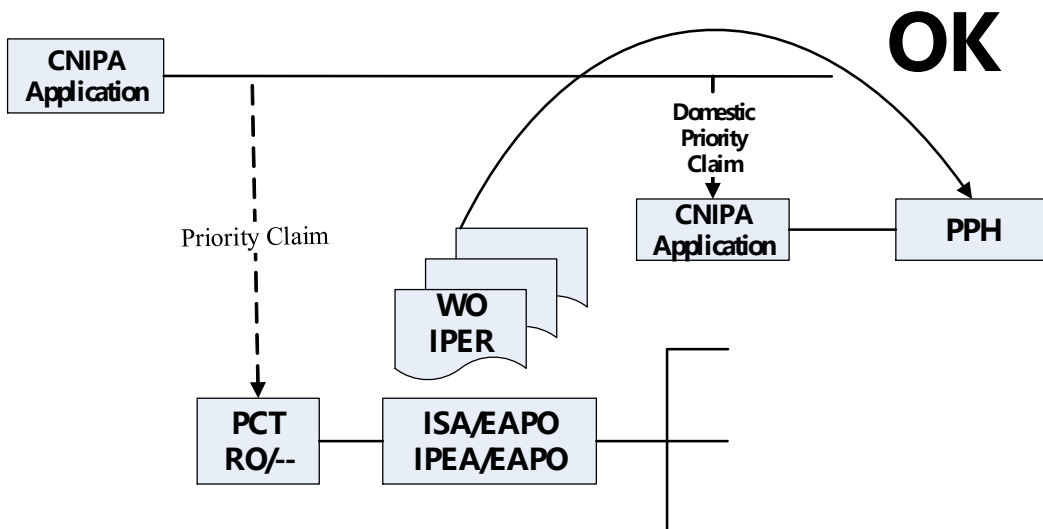 OK
CNIPA
Application
Domestic
Priority
Claim
CNIPA
Application
PPH
Priority Claim
WO
IPER
PCT
RO/--
ISA/EAPO
IPEA/EAPO